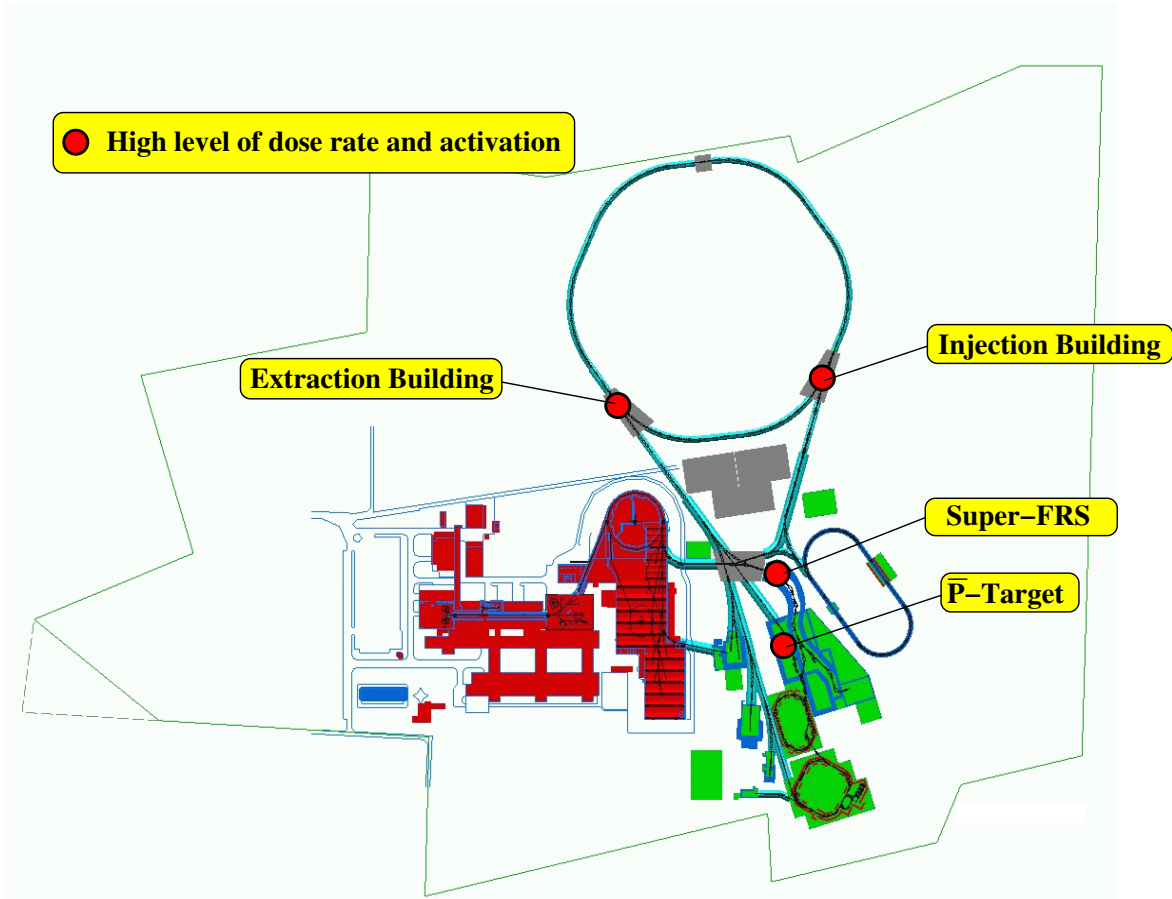 High level of dose rate and activation
Injection Building
Extraction Building
Super−FRS
P̅−Target